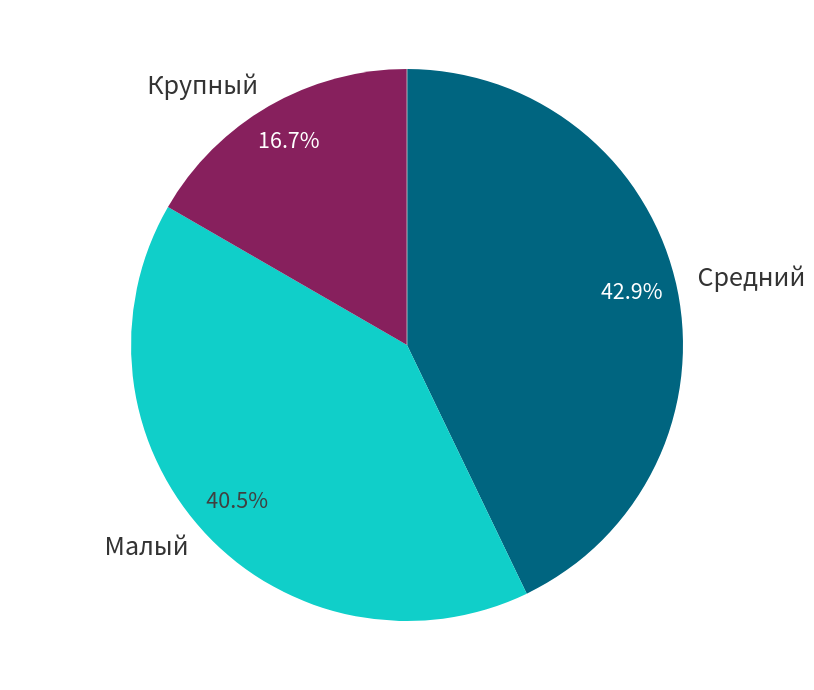 Крупный
16.7%
Средний
42.9%
40.5%
Малый